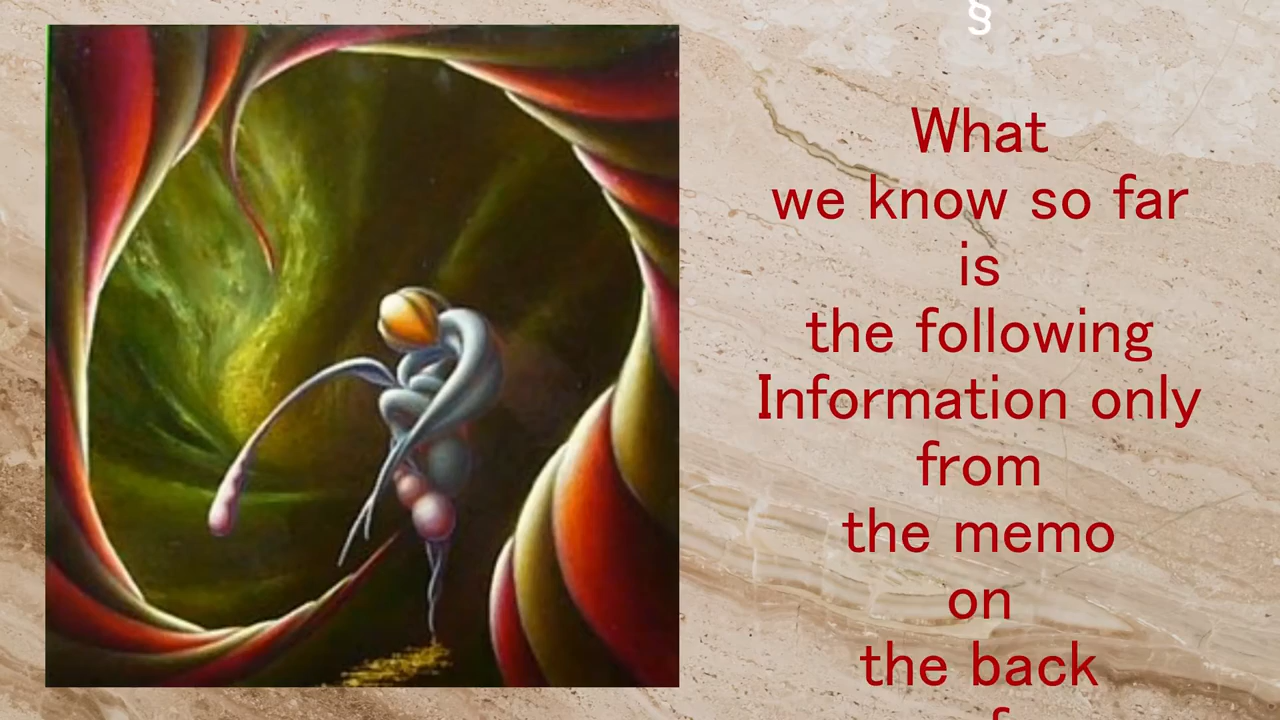 §
What
we know so far
is
the following
Information only
from
the memo
on
the back